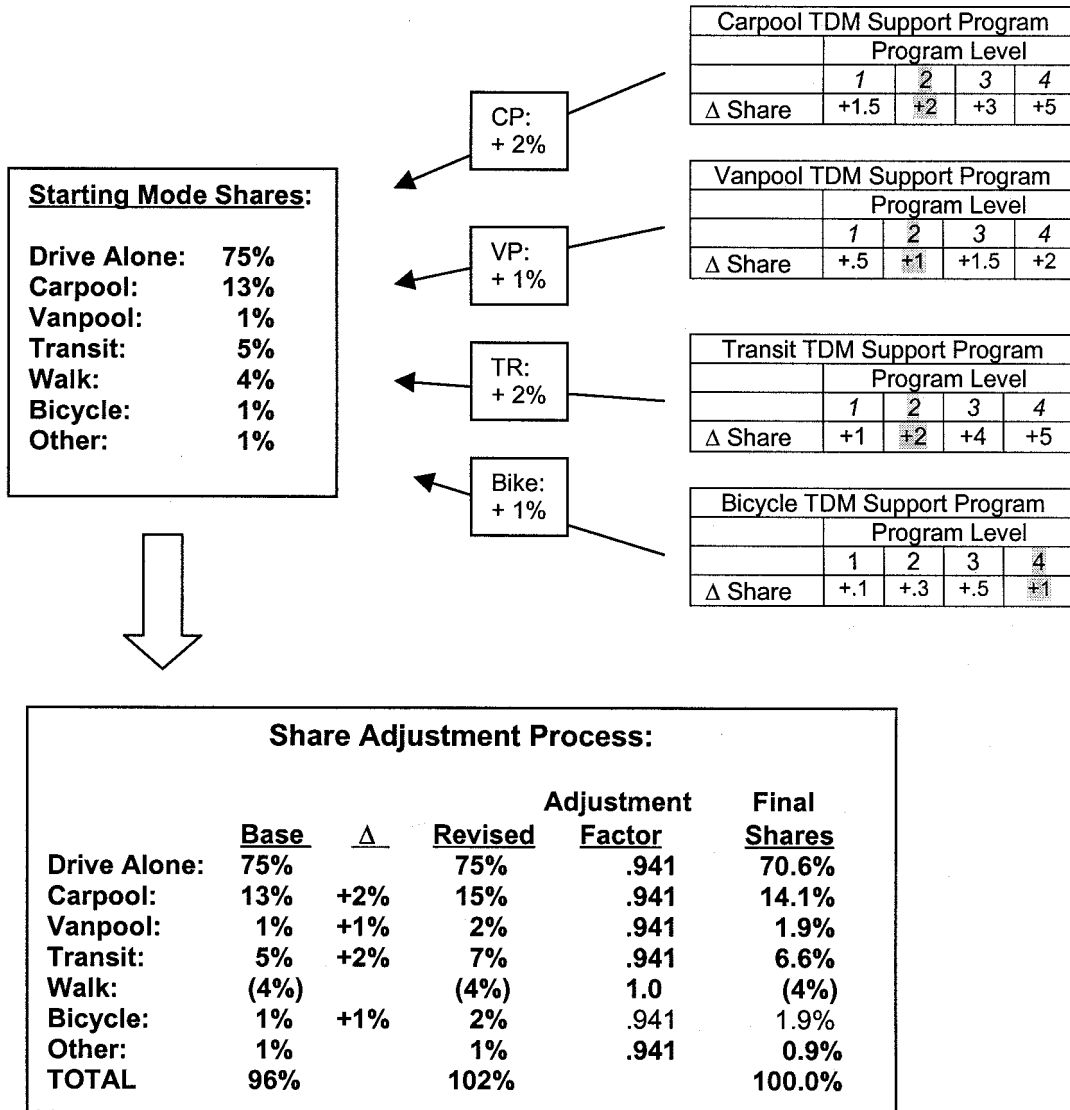 Carpool TDM Support Program
Program Level
1 2 3 4
Δ Share +1.5 +2 +3 +5
CP:
+ 2%
Vanpool TDM Support Program
Program Level
1 2 3 4
Δ Share +.5 +1 +1.5 +2
VP:
+ 1%
Transit TDM Support Program
Program Level
1 2 3 4
Δ Share +1 +2 +4 +5
TR:
+ 2%
Bicycle TDM Support Program
Program Level
1 2 3 4
Δ Share +.1 +.3 +.5 +1
Bike:
+ 1%
Starting Mode Shares:
Drive Alone: 75%
Carpool: 13%
Vanpool: 1%
Transit: 5%
Walk: 4%
Bicycle: 1%
Other: 1%
Share Adjustment Process:
Adjustment Final
Base Δ Revised Factor Shares
Drive Alone: 75% 75% .941 70.6%
Carpool: 13% +2% 15% .941 14.1%
Vanpool: 1% +1% 2% .941 1.9%
Transit: 5% +2% 7% .941 6.6%
Walk: (4%) (4%) 1.0 (4%)
Bicycle: 1% +1% 2% .941 1.9%
Other: 1% 1% .941 0.9%
TOTAL 96% 102% 100.0%